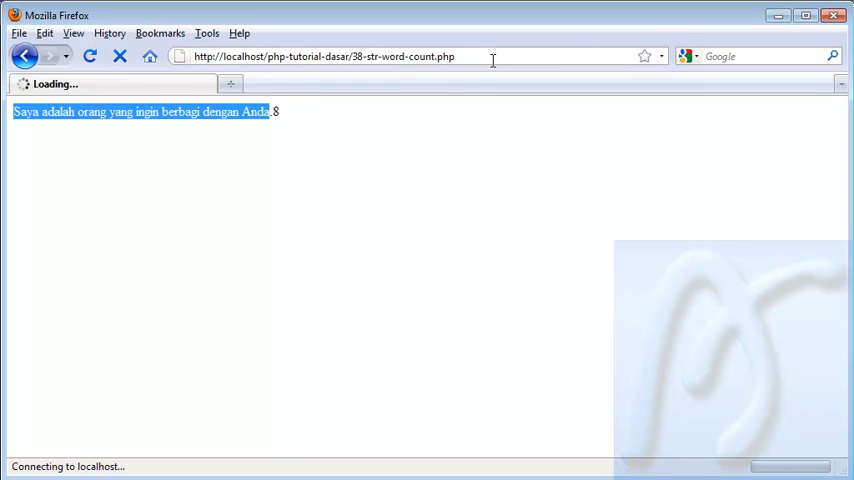 Mozilla Firefox
File Edit View History Bookmarks Tools Help
http://localhost/php-tutorial-dasar/38-str-word-count.php
Google
Loading...
Saya adalah orang yang ingin berbagi dengan Anda.8
Connecting to localhost...